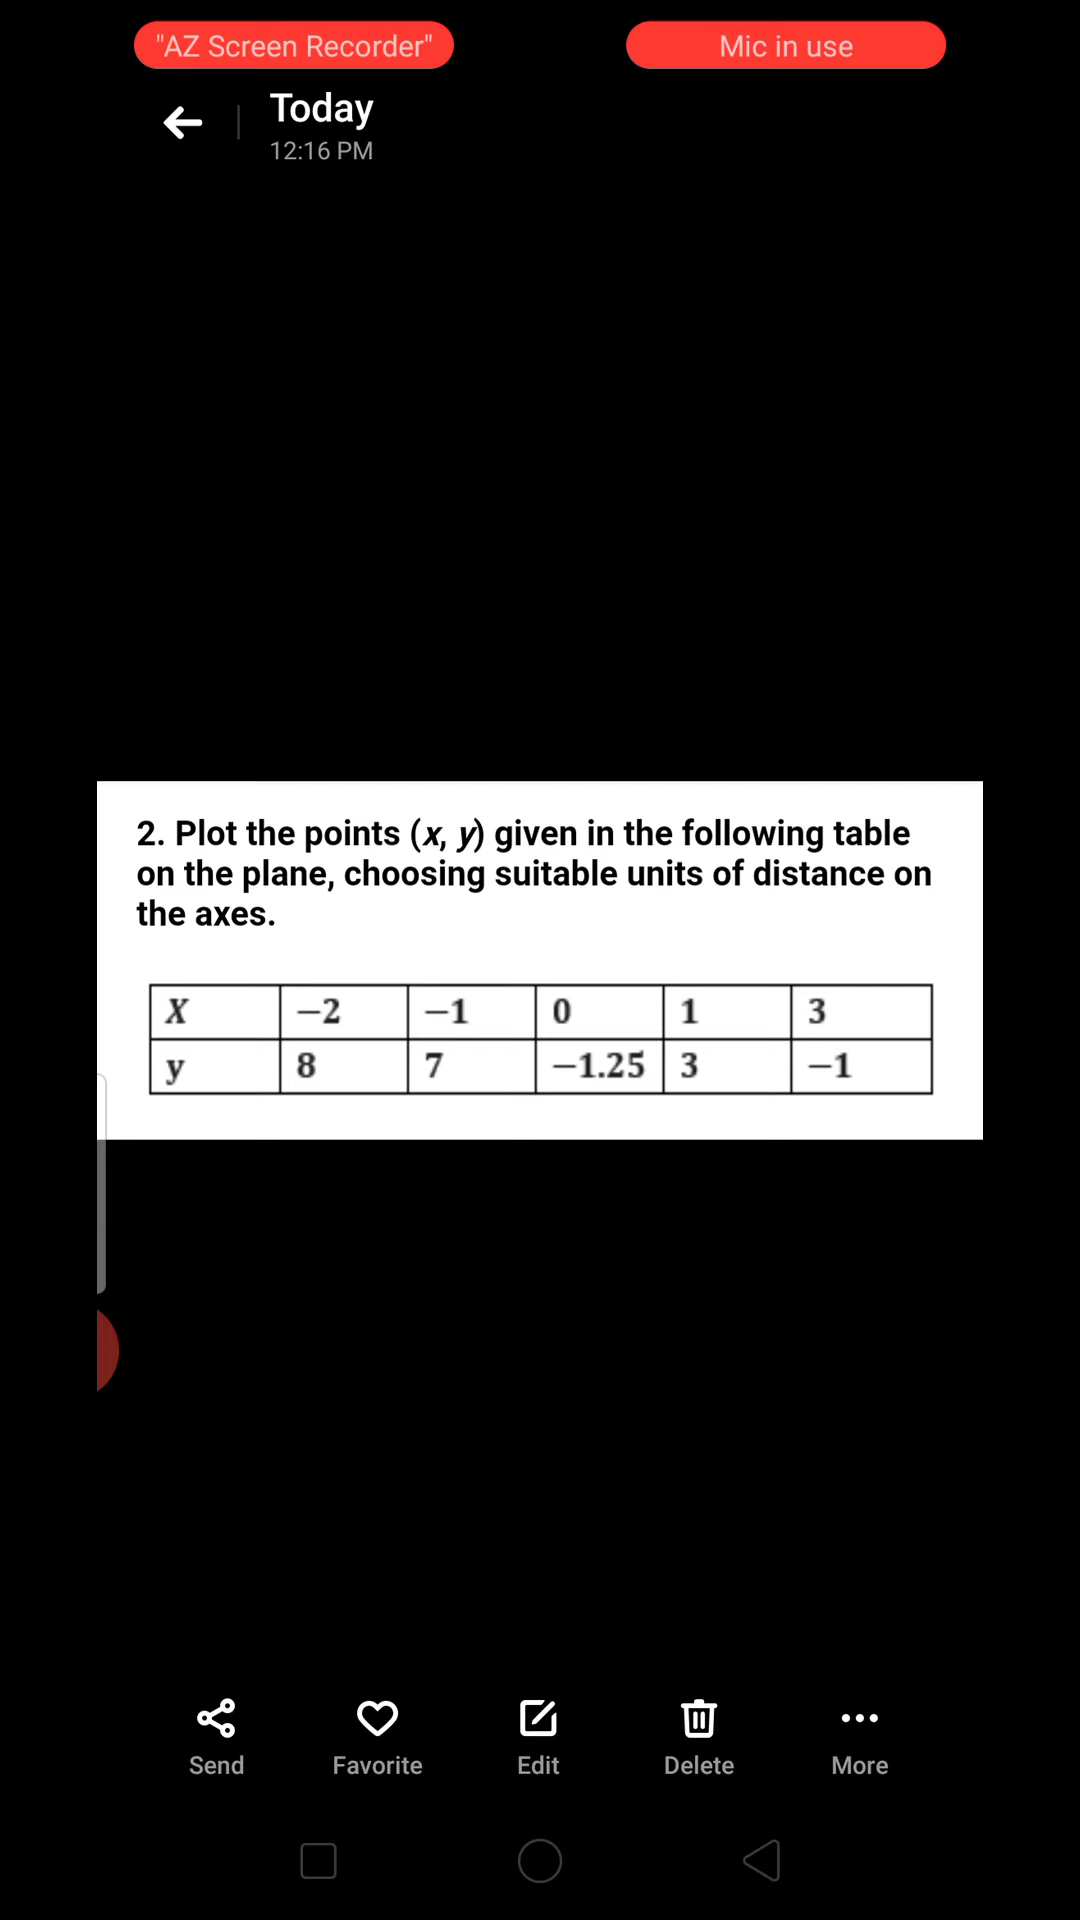 "AZ Screen Recorder" Mic in use
Today
12:16 PM
2. Plot the points (x, y) given in the following table
on the plane, choosing suitable units of distance on
the axes.
X −2 −1 0 1 3
y 8 7 −1.25 3 −1
Send Favorite Edit Delete More